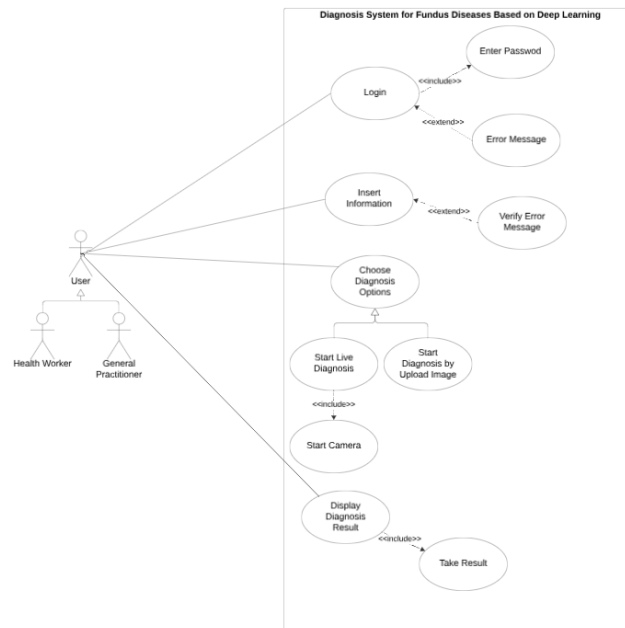 Diagnosis System for Fundus Diseases Based on Deep Learning
Enter Passwod
<<include>>
Login
<<extend>>
Error Message
Insert
Information
<<extend>>
Verify Error
Message
User
Choose
Diagnosis
Options
Health Worker
General
Practitioner
Start Live
Diagnosis
Start
Diagnosis by
Upload Image
<<include>>
Start Camera
Display
Diagnosis
Result
<<include>>
Take Result